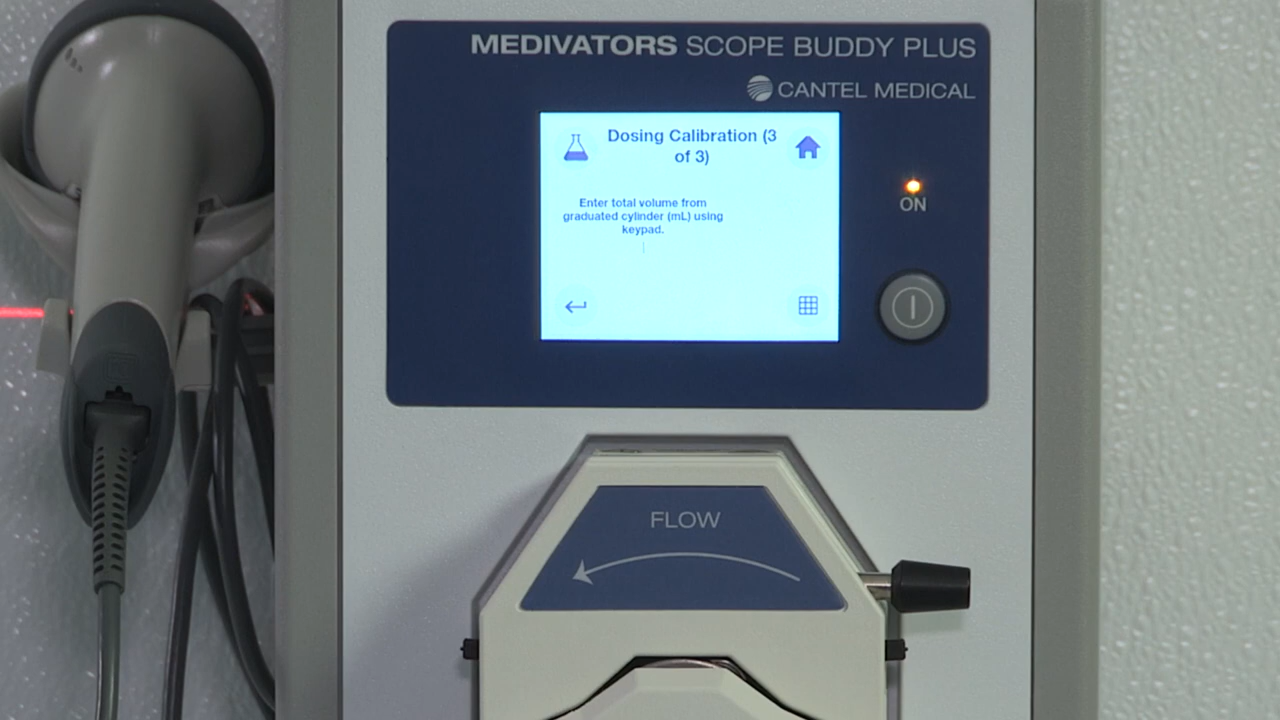 MEDIVATORS SCOPE BUDDY PLUS
CANTEL MEDICAL
Dosing Calibration (3
of 3)
Enter total volume from
graduated cylinder (mL) using
keypad.
ON
FLOW